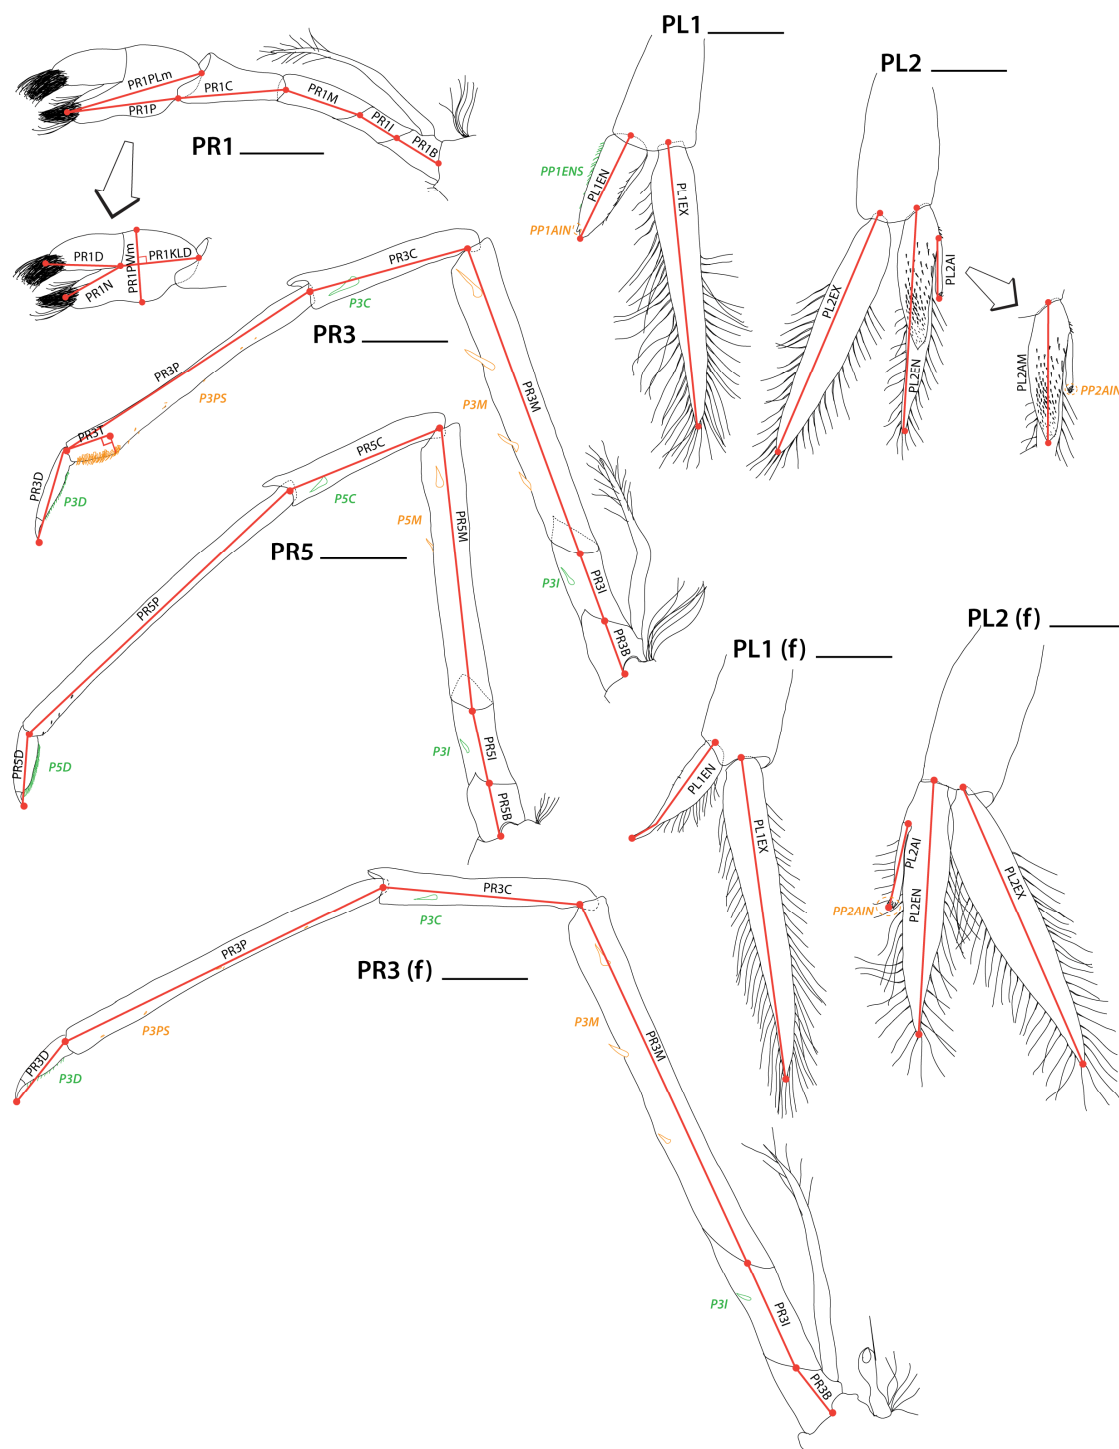 PL1
PL2
PR1PLm
PR1C
PR1P
PR1M
PR1I
PR1B
PR1
PP1ENS
PL1EN
PL1EX
PP1AIN
PL2EX
PL2EN
PL2AI
PL2AM
PP2AIN
PR1D
PR1N
PR1PWm
PR1KLD
PR3C
P3C
PR3
PR3P
P3PS
PR3M
P3M
PR3T
PR3D
P3D
PR5C
P5C
P5M
PR5M
PR5
P3I
PR3I
PR3B
PR5P
PR5D
P5D
P3I
PR5I
PR5B
PL2 (f)
PL1 (f)
PL1EN
PL1EX
PL2AI
PL2EN
PL2EX
PP2AIN
PR3C
P3C
PR3P
PR3 (f)
P3PS
PR3D
P3D
P3M
PR3M
P3I
PR3I
PR3B